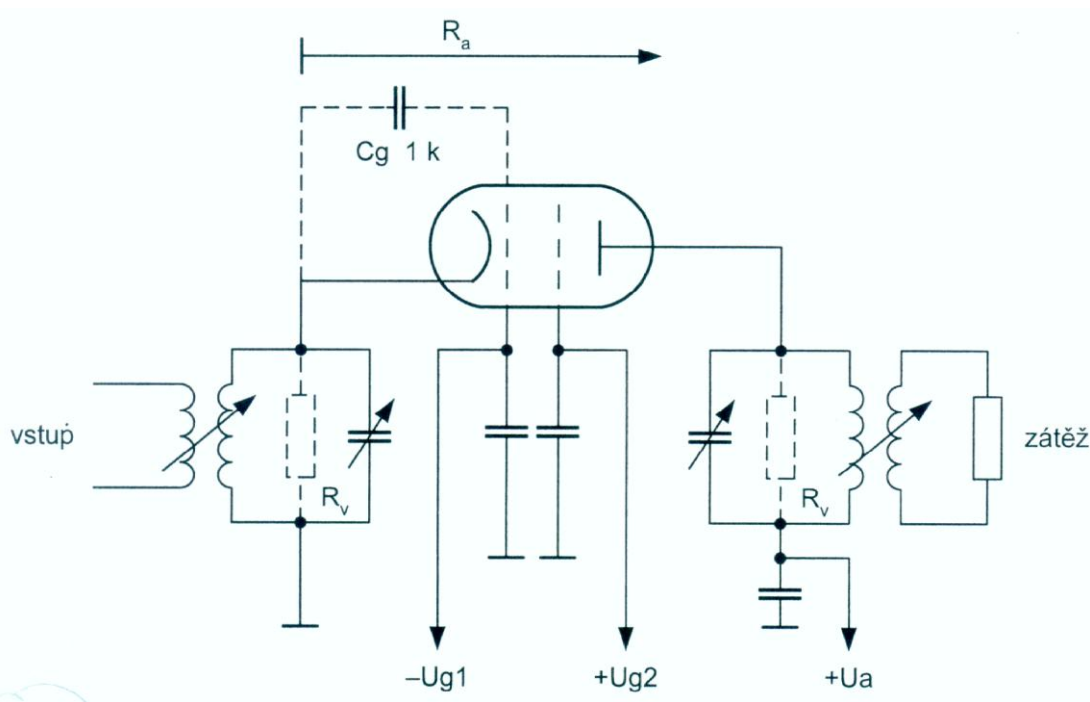 Ra
Cg 1 k
vstup
Rv
Rv
zátěž
–Ug1
+Ug2
+Ua